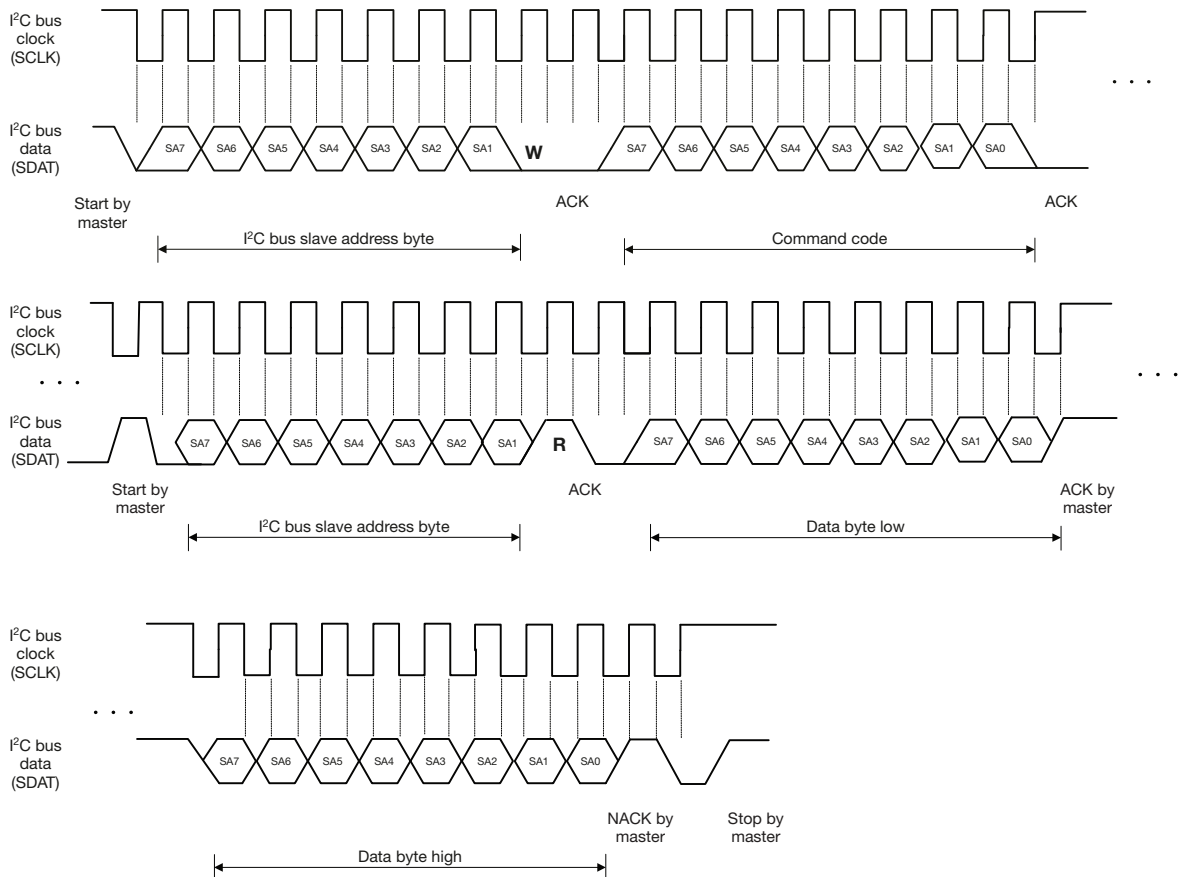 I²C bus
clock
(SCLK)
. . .
I²C bus
data
(SDAT)
SA7 SA6 SA5 SA4 SA3 SA2 SA1 W SA7 SA6 SA5 SA4 SA3 SA2 SA1 SA0
Start by
master
ACK
ACK
I²C bus slave address byte
Command code
I²C bus
clock
(SCLK)
. . .
. . .
I²C bus
data
(SDAT)
SA7 SA6 SA5 SA4 SA3 SA2 SA1 R SA7 SA6 SA5 SA4 SA3 SA2 SA1 SA0
Start by
master
ACK
ACK by
master
I²C bus slave address byte
Data byte low
I²C bus
clock
(SCLK)
. . .
I²C bus
data
(SDAT)
SA7 SA6 SA5 SA4 SA3 SA2 SA1 SA0
NACK by
master
Stop by
master
Data byte high